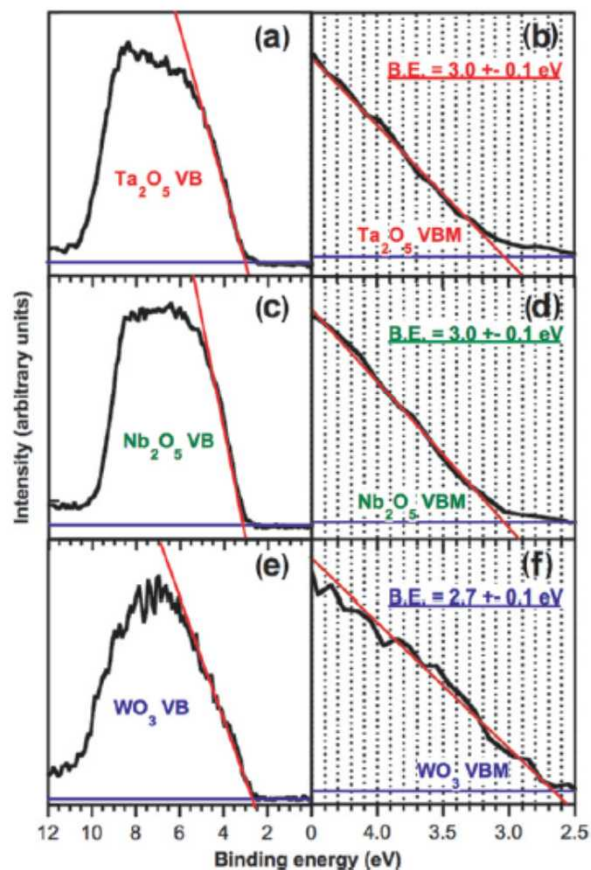 (a)
Ta₂O₅ VB
(b)
B.E. = 3.0 +- 0.1 eV
Ta₂O₅ VBM
(c)
Nb₂O₅ VB
(d)
B.E. = 3.0 +- 0.1 eV
Nb₂O₅ VBM
(e)
WO₃ VB
(f)
B.E. = 2.7 +- 0.1 eV
WO₃ VBM
Intensity (arbitrary units)
12 10 8 6 4 2 0 4.0 3.5 3.0 2.5
Binding energy (eV)